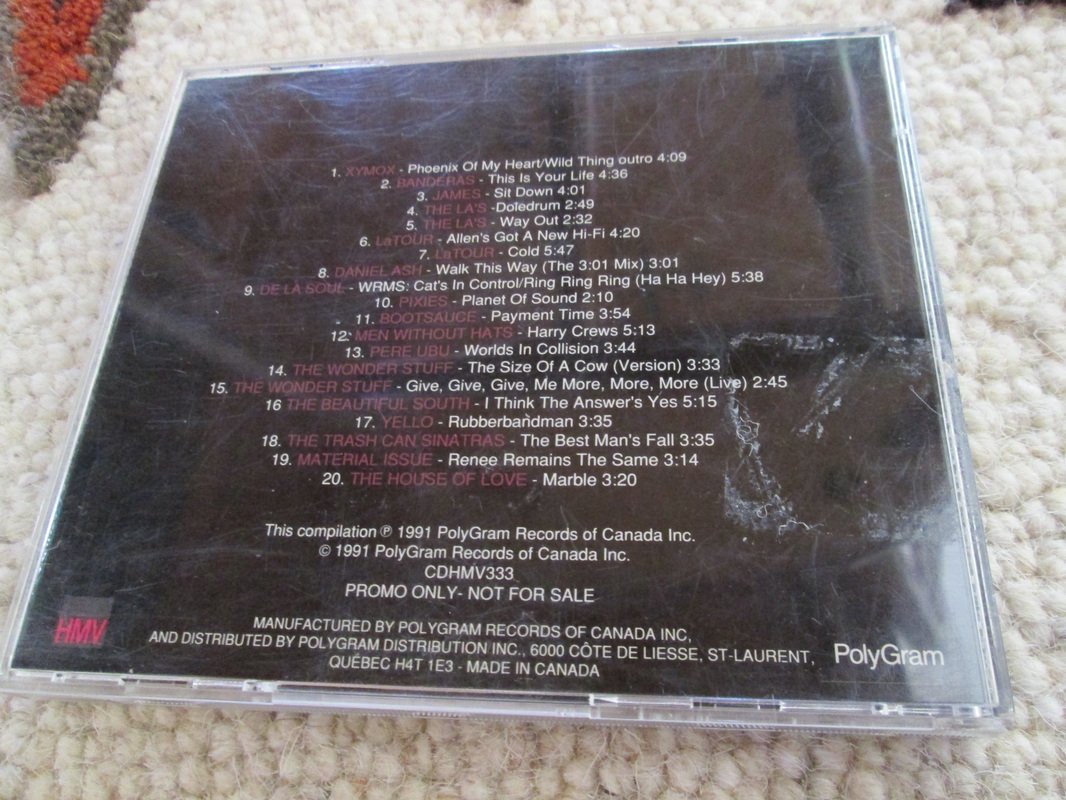 1. XYMOX - Phoenix Of My Heart/Wild Thing outro 4:09
2. BANDERAS - This Is Your Life 4:36
3. JAMES - Sit Down 4:01
4. THE LA'S -Doledrum 2:49
5. THE LA'S - Way Out 2:32
6. LaTOUR - Allen's Got A New Hi-Fi 4:20
7. LaTOUR - Cold 5:47
8. DANIEL ASH - Walk This Way (The 3:01 Mix) 3:01
9. DE LA SOUL - WRMS: Cat's In Control/Ring Ring Ring (Ha Ha Hey) 5:38
10. PIXIES - Planet Of Sound 2:10
11. BOOTSAUCE - Payment Time 3:54
12. MEN WITHOUT HATS - Harry Crews 5:13
13. PERE UBU - Worlds In Collision 3:44
14. THE WONDER STUFF - The Size Of A Cow (Version) 3:33
15. THE WONDER STUFF - Give, Give, Give, Me More, More, More (Live) 2:45
16 THE BEAUTIFUL SOUTH - I Think The Answer's Yes 5:15
17. YELLO - Rubberbandman 3:35
18. THE TRASH CAN SINATRAS - The Best Man's Fall 3:35
19. MATERIAL ISSUE - Renee Remains The Same 3:14
20. THE HOUSE OF LOVE - Marble 3:20
This compilation ℗ 1991 PolyGram Records of Canada Inc.
© 1991 PolyGram Records of Canada Inc.
CDHMV333
PROMO ONLY- NOT FOR SALE
HMV
MANUFACTURED BY POLYGRAM RECORDS OF CANADA INC,
AND DISTRIBUTED BY POLYGRAM DISTRIBUTION INC., 6000 CÔTE DE LIESSE, ST-LAURENT,
QUÉBEC H4T 1E3 - MADE IN CANADA
PolyGram